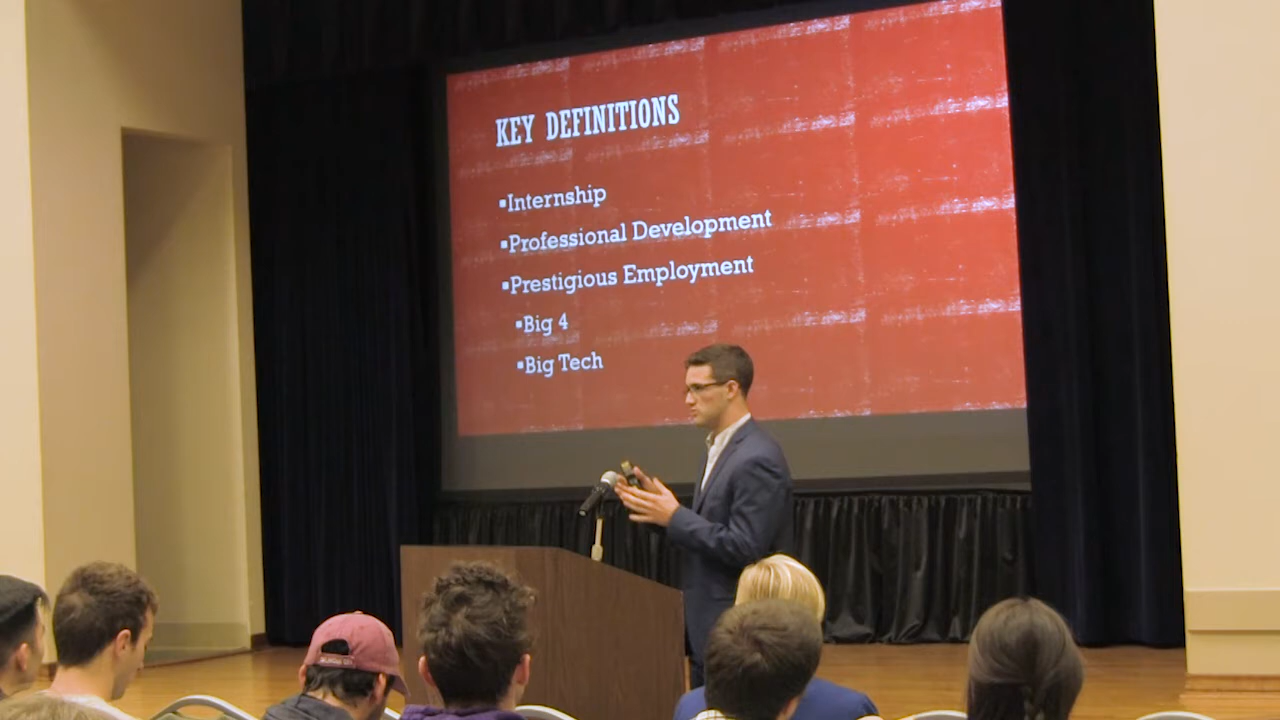 KEY DEFINITIONS
▪Internship
▪Professional Development
▪Prestigious Employment
▪Big 4
▪Big Tech